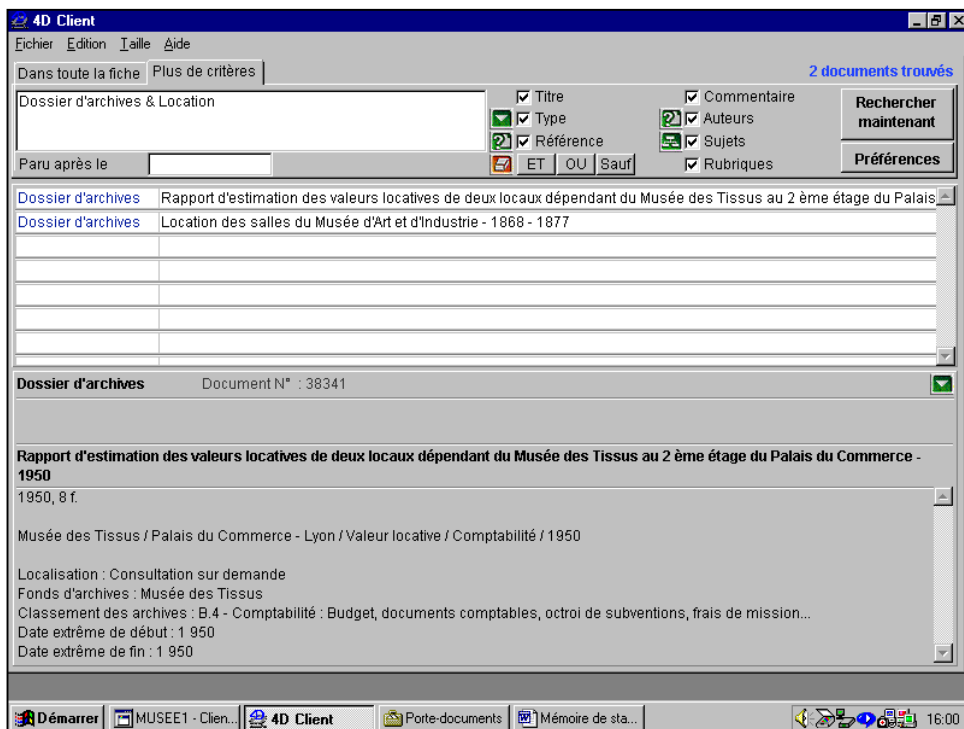 4D Client
Fichier Edition Taille Aide
Dans toute la fiche Plus de critères 2 documents trouvés
Dossier d'archives & Location
Titre Commentaire
Type Auteurs
Référence Sujets
ET OU Sauf Rubriques
Rechercher maintenant
Préférences
Paru après le
Dossier d'archives Rapport d'estimation des valeurs locatives de deux locaux dépendant du Musée des Tissus au 2 ème étage du Palais
Dossier d'archives Location des salles du Musée d'Art et d'Industrie - 1868 - 1877
Dossier d'archives Document N° : 38341
Rapport d'estimation des valeurs locatives de deux locaux dépendant du Musée des Tissus au 2 ème étage du Palais du Commerce -
1950
1950, 8 f.
Musée des Tissus / Palais du Commerce - Lyon / Valeur locative / Comptabilité / 1950
Localisation : Consultation sur demande
Fonds d'archives : Musée des Tissus
Classement des archives : B.4 - Comptabilité : Budget, documents comptables, octroi de subventions, frais de mission...
Date extrême de début : 1 950
Date extrême de fin : 1 950
Démarrer MUSEE1 - Clien... 4D Client Porte-documents Mémoire de sta... 16:00